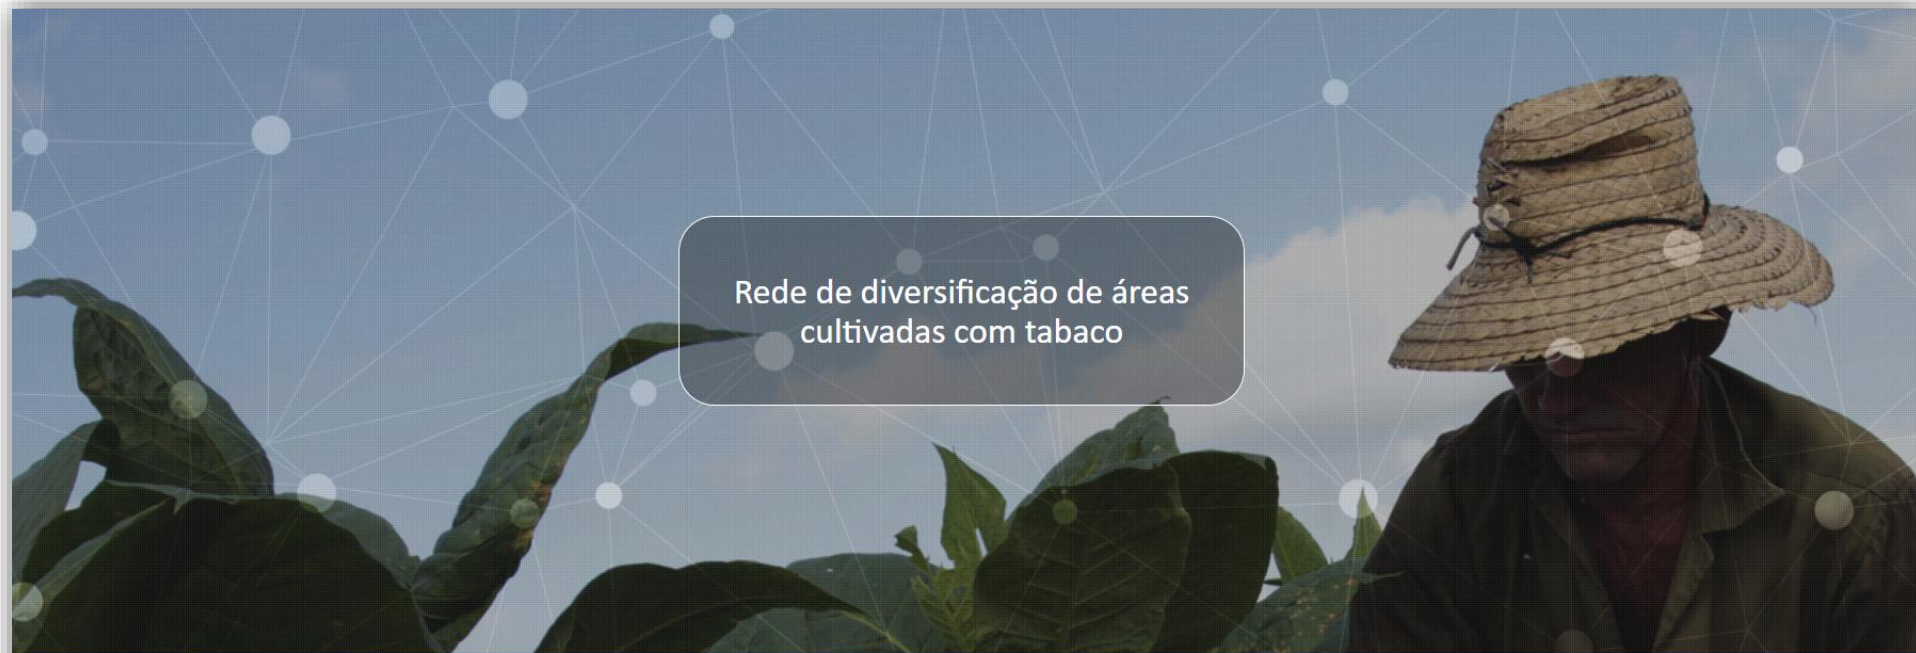 Rede de diversificação de áreas
cultivadas com tabaco